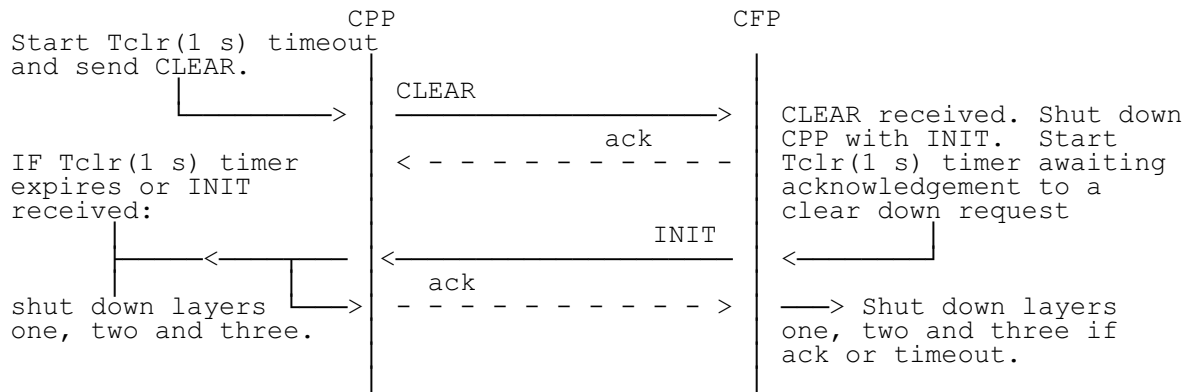 CPP CFP
Start Tclr(1 s) timeout
and send CLEAR.
CLEAR
ack
CLEAR received. Shut down
CPP with INIT. Start
Tclr(1 s) timer awaiting
acknowledgement to a
clear down request
IF Tclr(1 s) timer
expires or INIT
received:
INIT
ack
shut down layers
one, two and three.
Shut down layers
one, two and three if
ack or timeout.